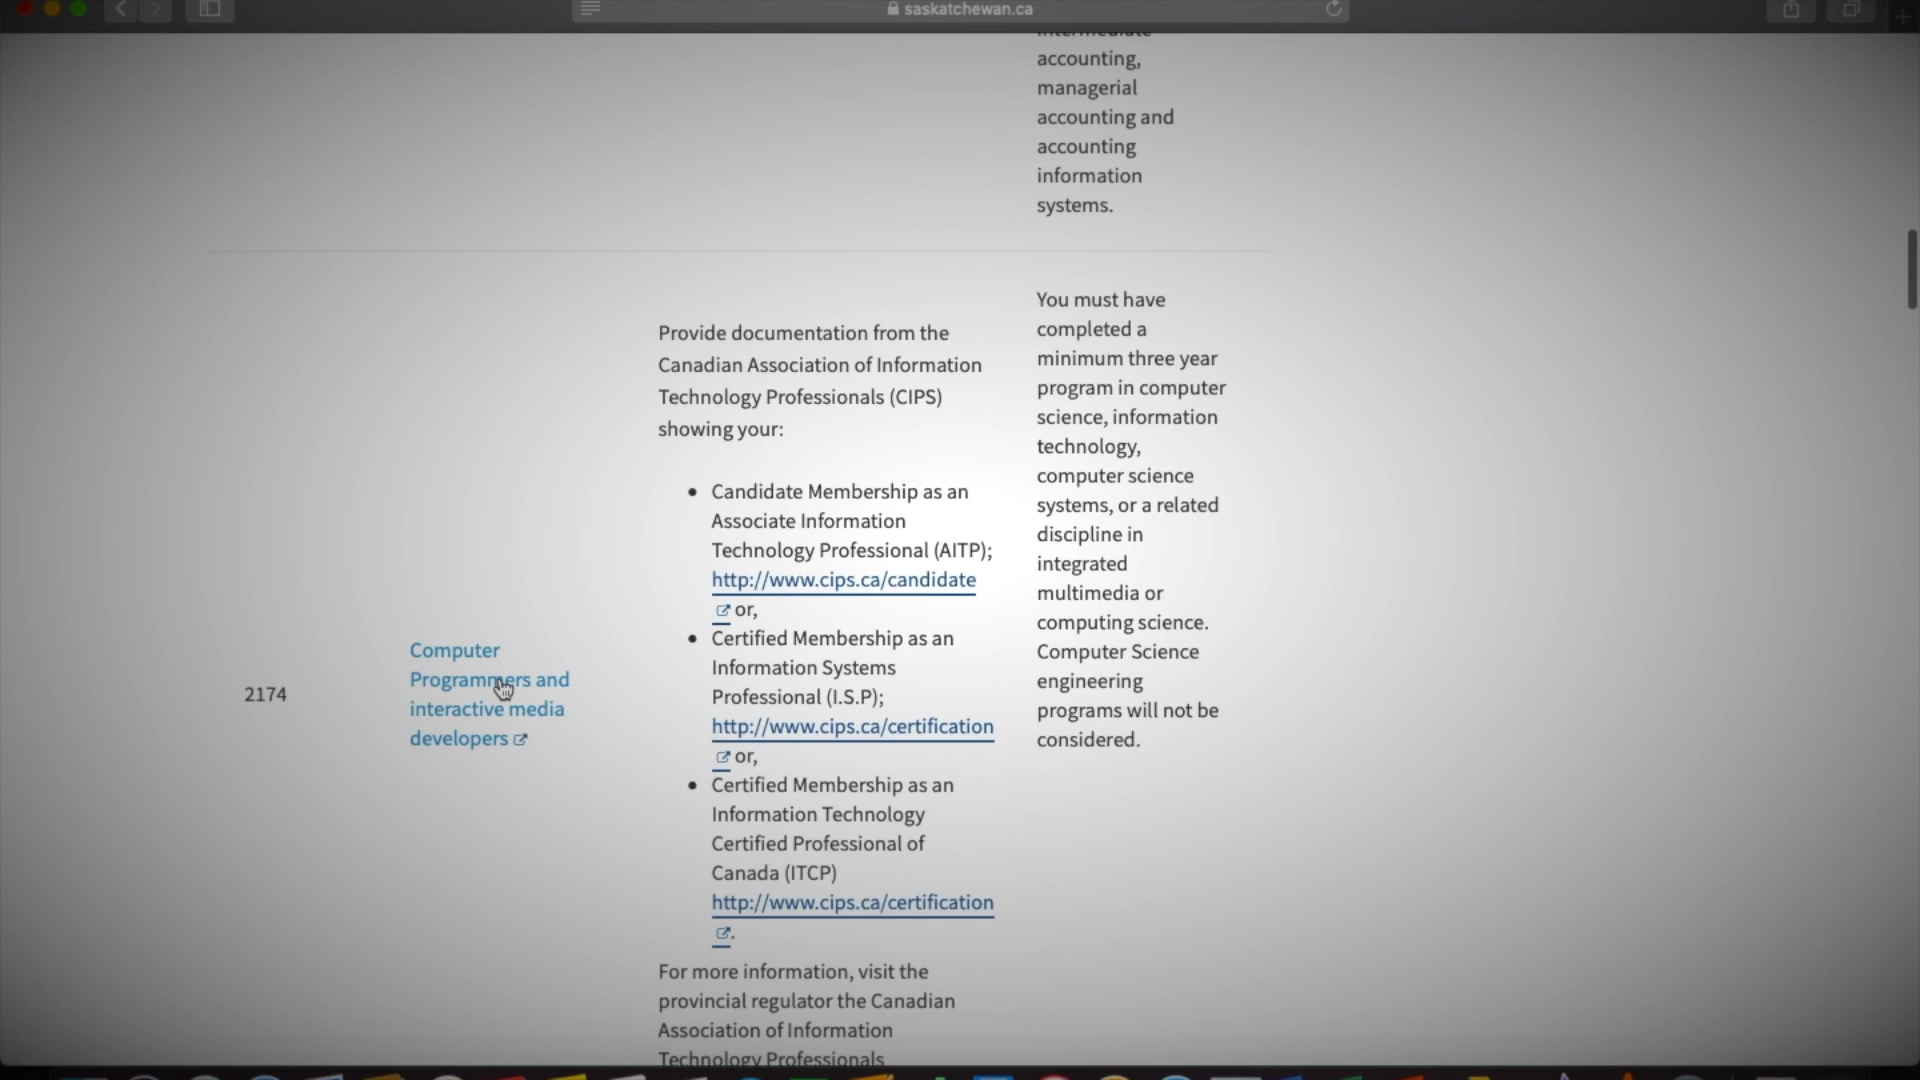 saskatchewan.ca
intermediate
accounting,
managerial
accounting and
accounting
information
systems.
2174
Computer
Programmers and
interactive media
developers
Provide documentation from the
Canadian Association of Information
Technology Professionals (CIPS)
showing your:
Candidate Membership as an
Associate Information
Technology Professional (AITP);
http://www.cips.ca/candidate
or,
Certified Membership as an
Information Systems
Professional (I.S.P);
http://www.cips.ca/certification
or,
Certified Membership as an
Information Technology
Certified Professional of
Canada (ITCP)
http://www.cips.ca/certification
.
For more information, visit the
provincial regulator the Canadian
Association of Information
Technology Professionals
You must have
completed a
minimum three year
program in computer
science, information
technology,
computer science
systems, or a related
discipline in
integrated
multimedia or
computing science.
Computer Science
engineering
programs will not be
considered.